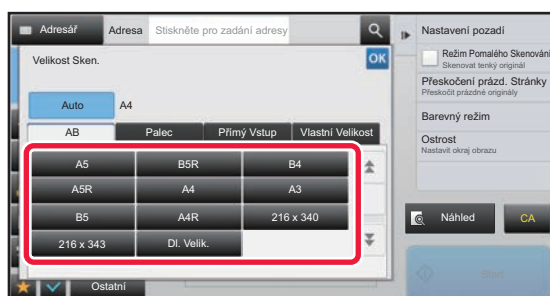 Adresář
Adresa
Stiskněte pro zadání adresy
Velikost Sken.
OK
Auto
A4
AB
Palec
Přímý Vstup
Vlastní Velikost
A5
B5R
B4
A5R
A4
A3
B5
A4R
216 x 340
216 x 343
Dl. Velik.
Ostatní
Nastavení pozadí
Režim Pomalého Skenování
Skenovat tenký originál
Přeskočení prázd. Stránky
Přeskočit prázdné originály
Barevný režim
Ostrost
Nastavit okraj obrazu
Náhled
CA
Start